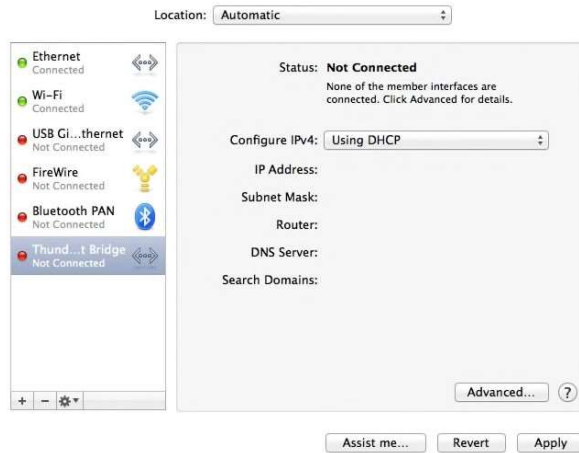 Location: Automatic
Ethernet
Connected
Wi-Fi
Connected
USB Gi...thernet
Not Connected
FireWire
Not Connected
Bluetooth PAN
Not Connected
Thund...t Bridge
Not Connected
+ −
Status: Not Connected
None of the member interfaces are
connected. Click Advanced for details.
Configure IPv4: Using DHCP
IP Address:
Subnet Mask:
Router:
DNS Server:
Search Domains:
Advanced... ?
Assist me... Revert Apply